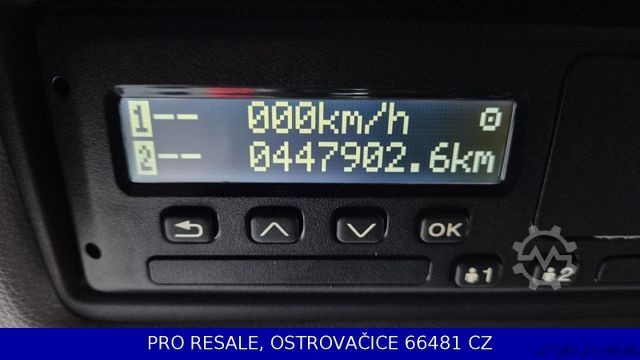 1-- 000km/h o
2-- 0447902.6km
OK
1 2
PRO RESALE, OSTROVAČICE 66481 CZ